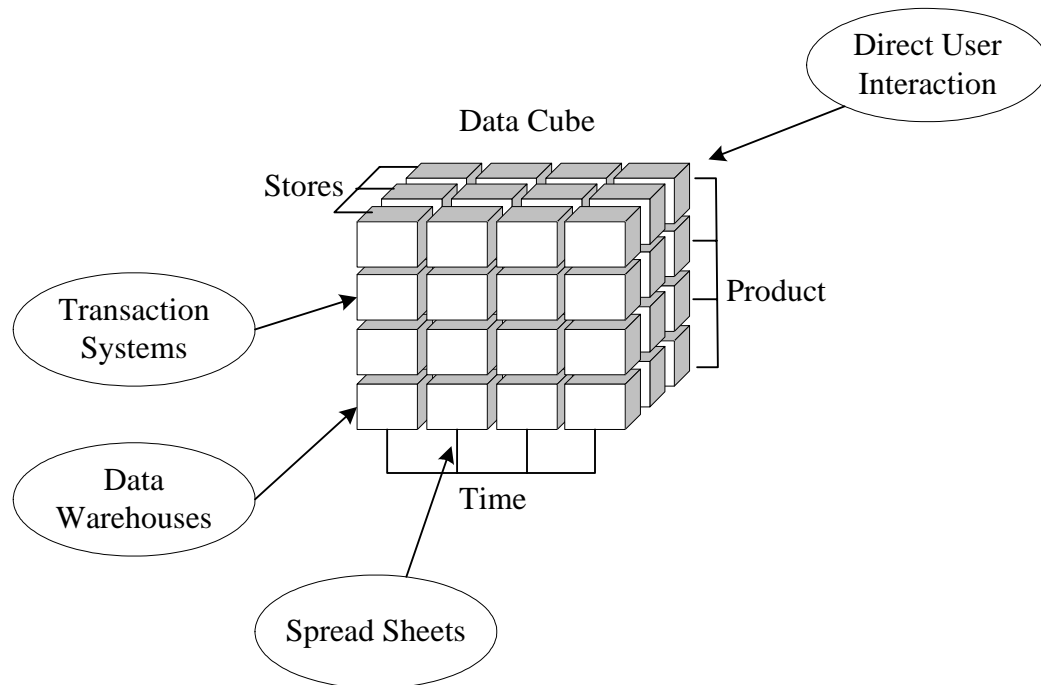 Direct User
Interaction
Data Cube
Stores
Product
Transaction
Systems
Data
Warehouses
Time
Spread Sheets